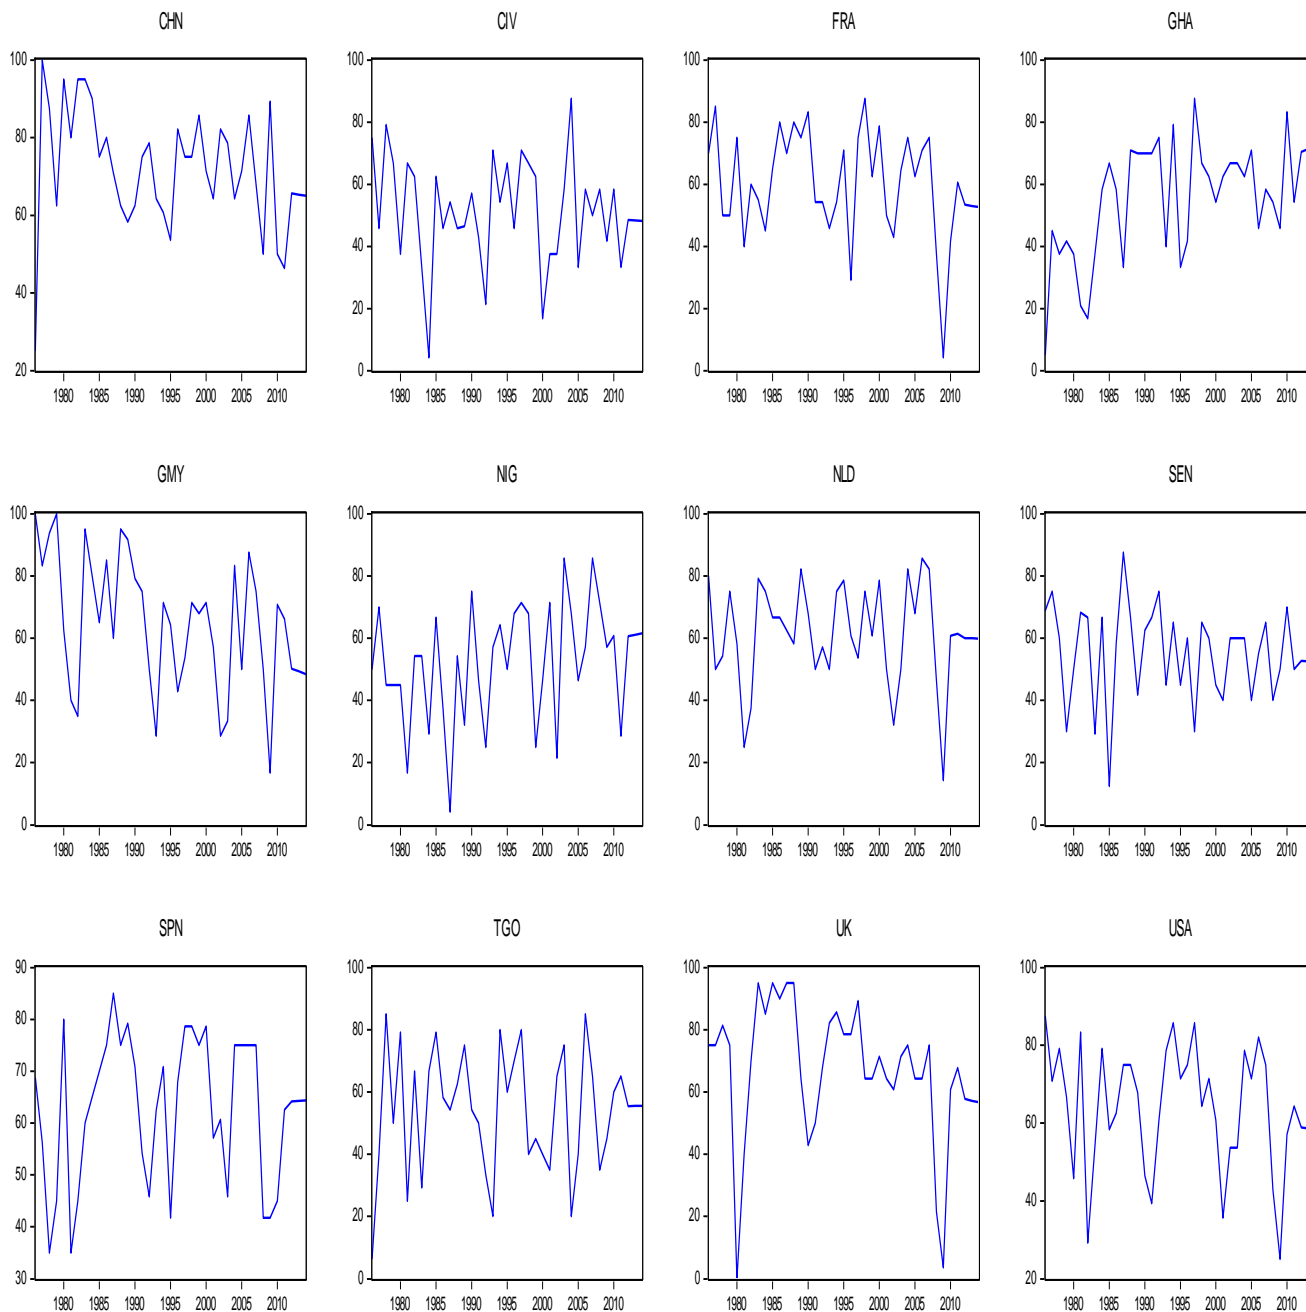 CHN CIV FRA GHA
100 100 100 100
80 80 80 80
60 60 60 60
40 40 40 40
20 20 20
20 0 0 0
1980 1985 1990 1995 2000 2005 2010 1980 1985 1990 1995 2000 2005 2010 1980 1985 1990 1995 2000 2005 2010 1980 1985 1990 1995 2000 2005 2010
GMY NIG NLD SEN
100 100 100 100
80 80 80 80
60 60 60 60
40 40 40 40
20 20 20 20
0 0 0 0
1980 1985 1990 1995 2000 2005 2010 1980 1985 1990 1995 2000 2005 2010 1980 1985 1990 1995 2000 2005 2010 1980 1985 1990 1995 2000 2005 2010
SPN TGO UK USA
90 100 100 100
80 80 80 80
70
60 60 60 60
50
40 40 40 40
20 20
30 0 0 20
1980 1985 1990 1995 2000 2005 2010 1980 1985 1990 1995 2000 2005 2010 1980 1985 1990 1995 2000 2005 2010 1980 1985 1990 1995 2000 2005 2010